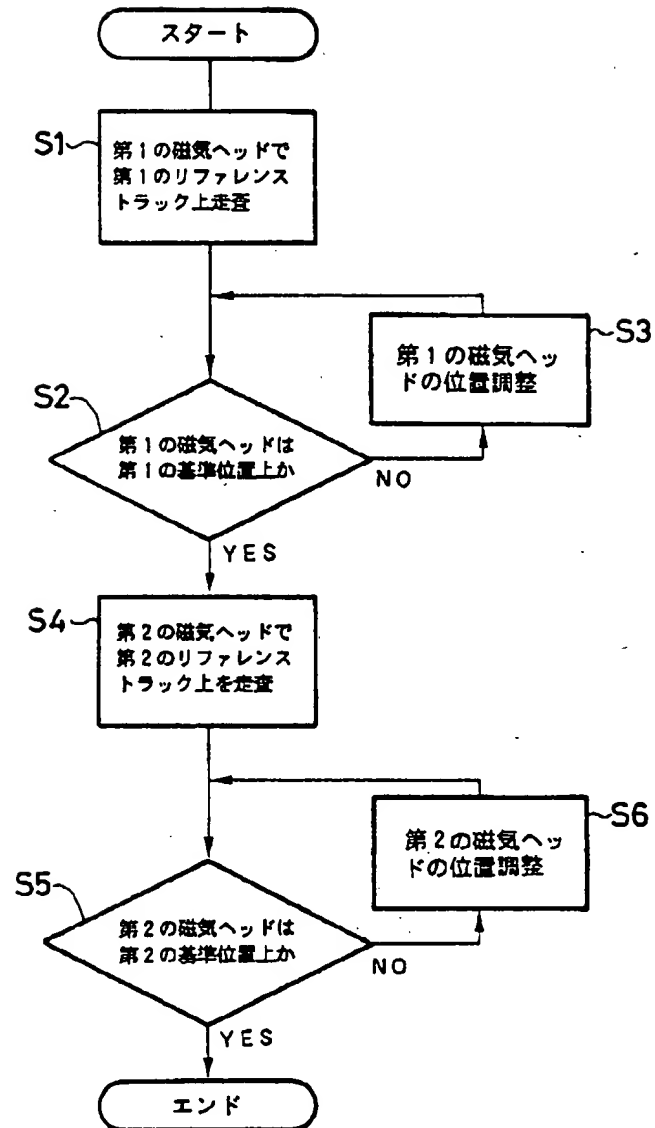 スタート
S1
第1の磁気ヘッドで
第1のリファレンス
トラック上走査
S3
第1の磁気ヘッ
ドの位置調整
S2
第1の磁気ヘッドは
第1の基準位置上か
NO
YES
S4
第2の磁気ヘッドで
第2のリファレンス
トラック上を走査
S6
第2の磁気ヘッ
ドの位置調整
S5
第2の磁気ヘッドは
第2の基準位置上か
NO
YES
エンド